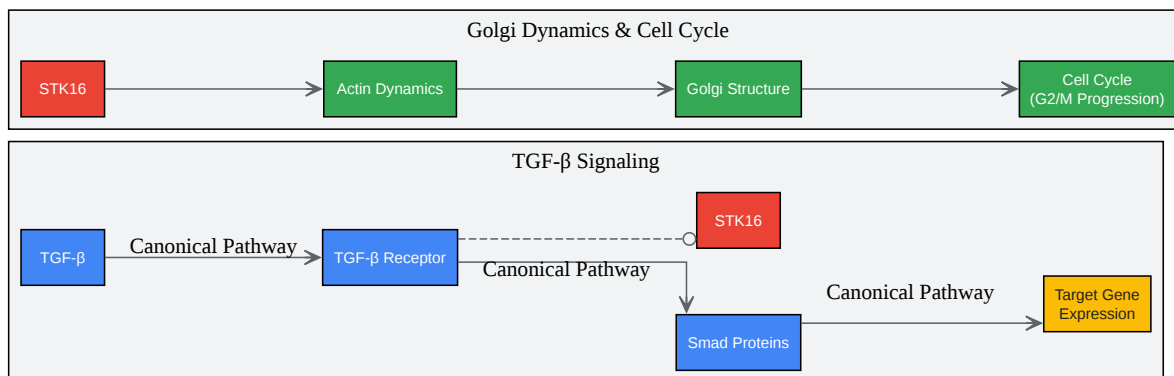 Golgi Dynamics & Cell Cycle
STK16
Actin Dynamics
Golgi Structure
Cell Cycle
(G2/M Progression)
TGF-β Signaling
STK16
TGF-β
Canonical Pathway
TGF-β Receptor
Canonical Pathway
Canonical Pathway
Target Gene
Expression
Smad Proteins